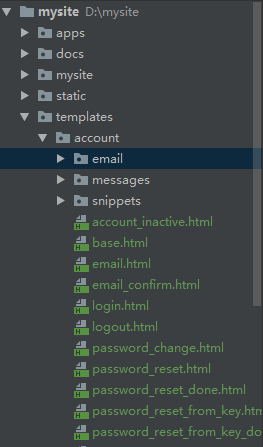 mysite D:\mysite
apps
docs
mysite
static
templates
account
email
messages
snippets
account_inactive.html
base.html
email.html
email_confirm.html
login.html
logout.html
password_change.html
password_reset.html
password_reset_done.html
password_reset_from_key.htm
password_reset_from_key_do